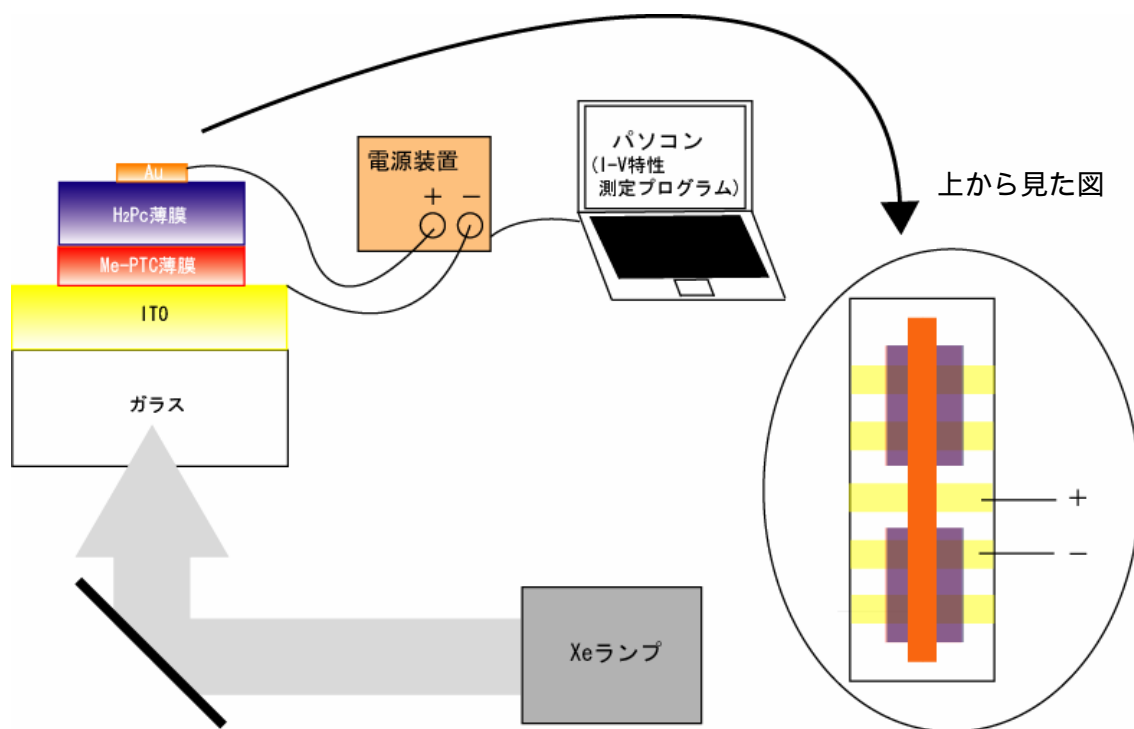 Au
H₂Pc薄膜
Me-PTC薄膜
ITO
ガラス
電源装置
+ −
パソコン
(I-V特性
測定プログラム)
上から見た図
+
−
Xeランプ